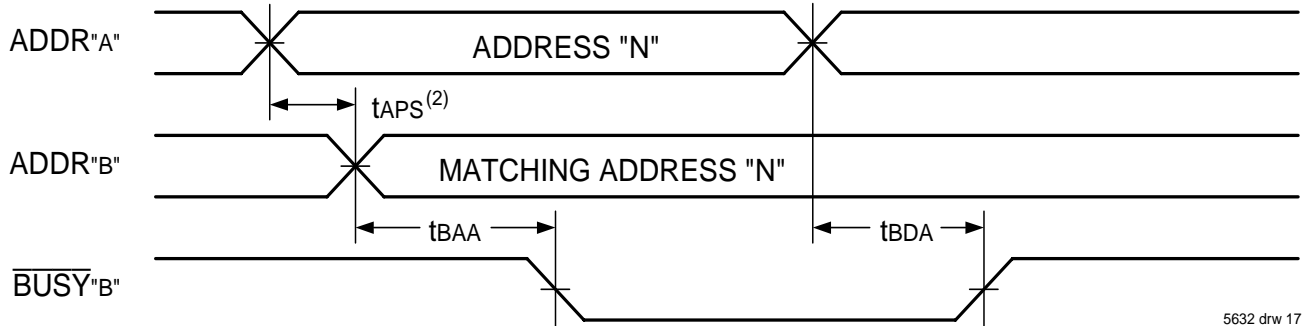 ADDR"A"
ADDRESS "N"
tAPS(2)
ADDR"B"
MATCHING ADDRESS "N"
tBAA
tBDA
BUSY"B"
5632 drw 17